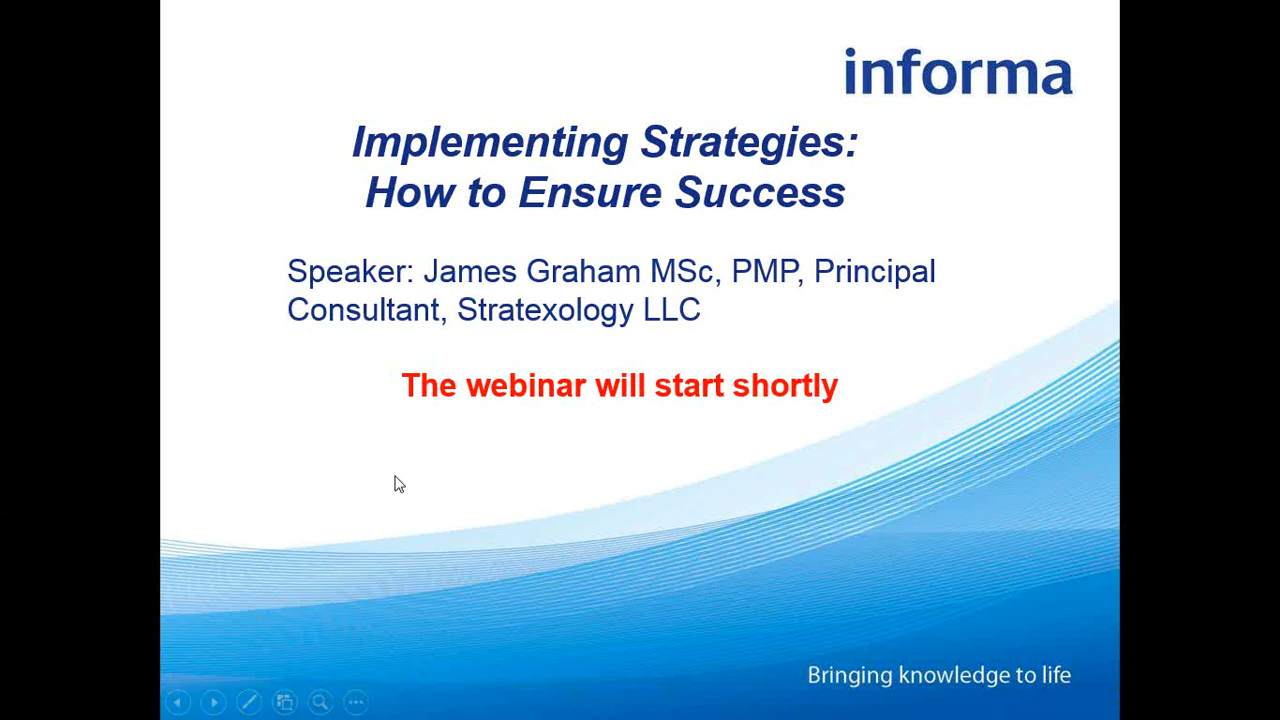 informa
Implementing Strategies:
How to Ensure Success
Speaker: James Graham MSc, PMP, Principal
Consultant, Stratexology LLC
The webinar will start shortly
Bringing knowledge to life